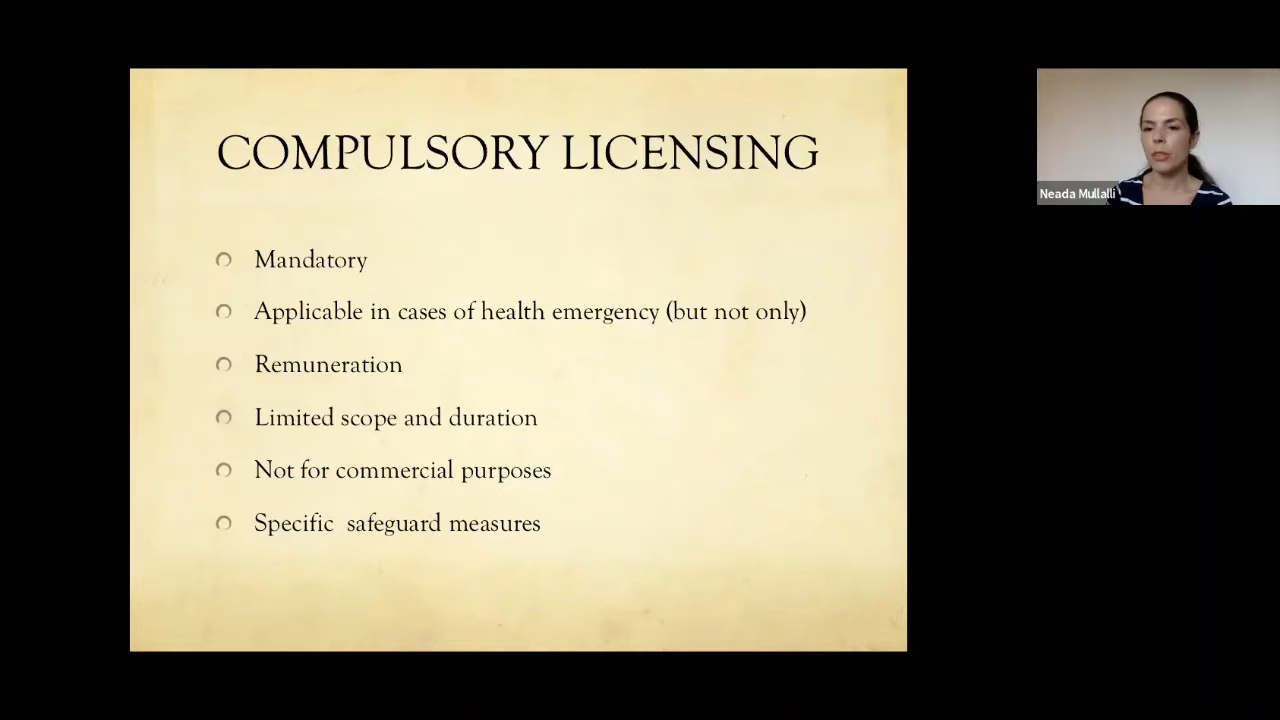 COMPULSORY LICENSING
Mandatory
Applicable in cases of health emergency (but not only)
Remuneration
Limited scope and duration
Not for commercial purposes
Specific safeguard measures
Neada Mullalli